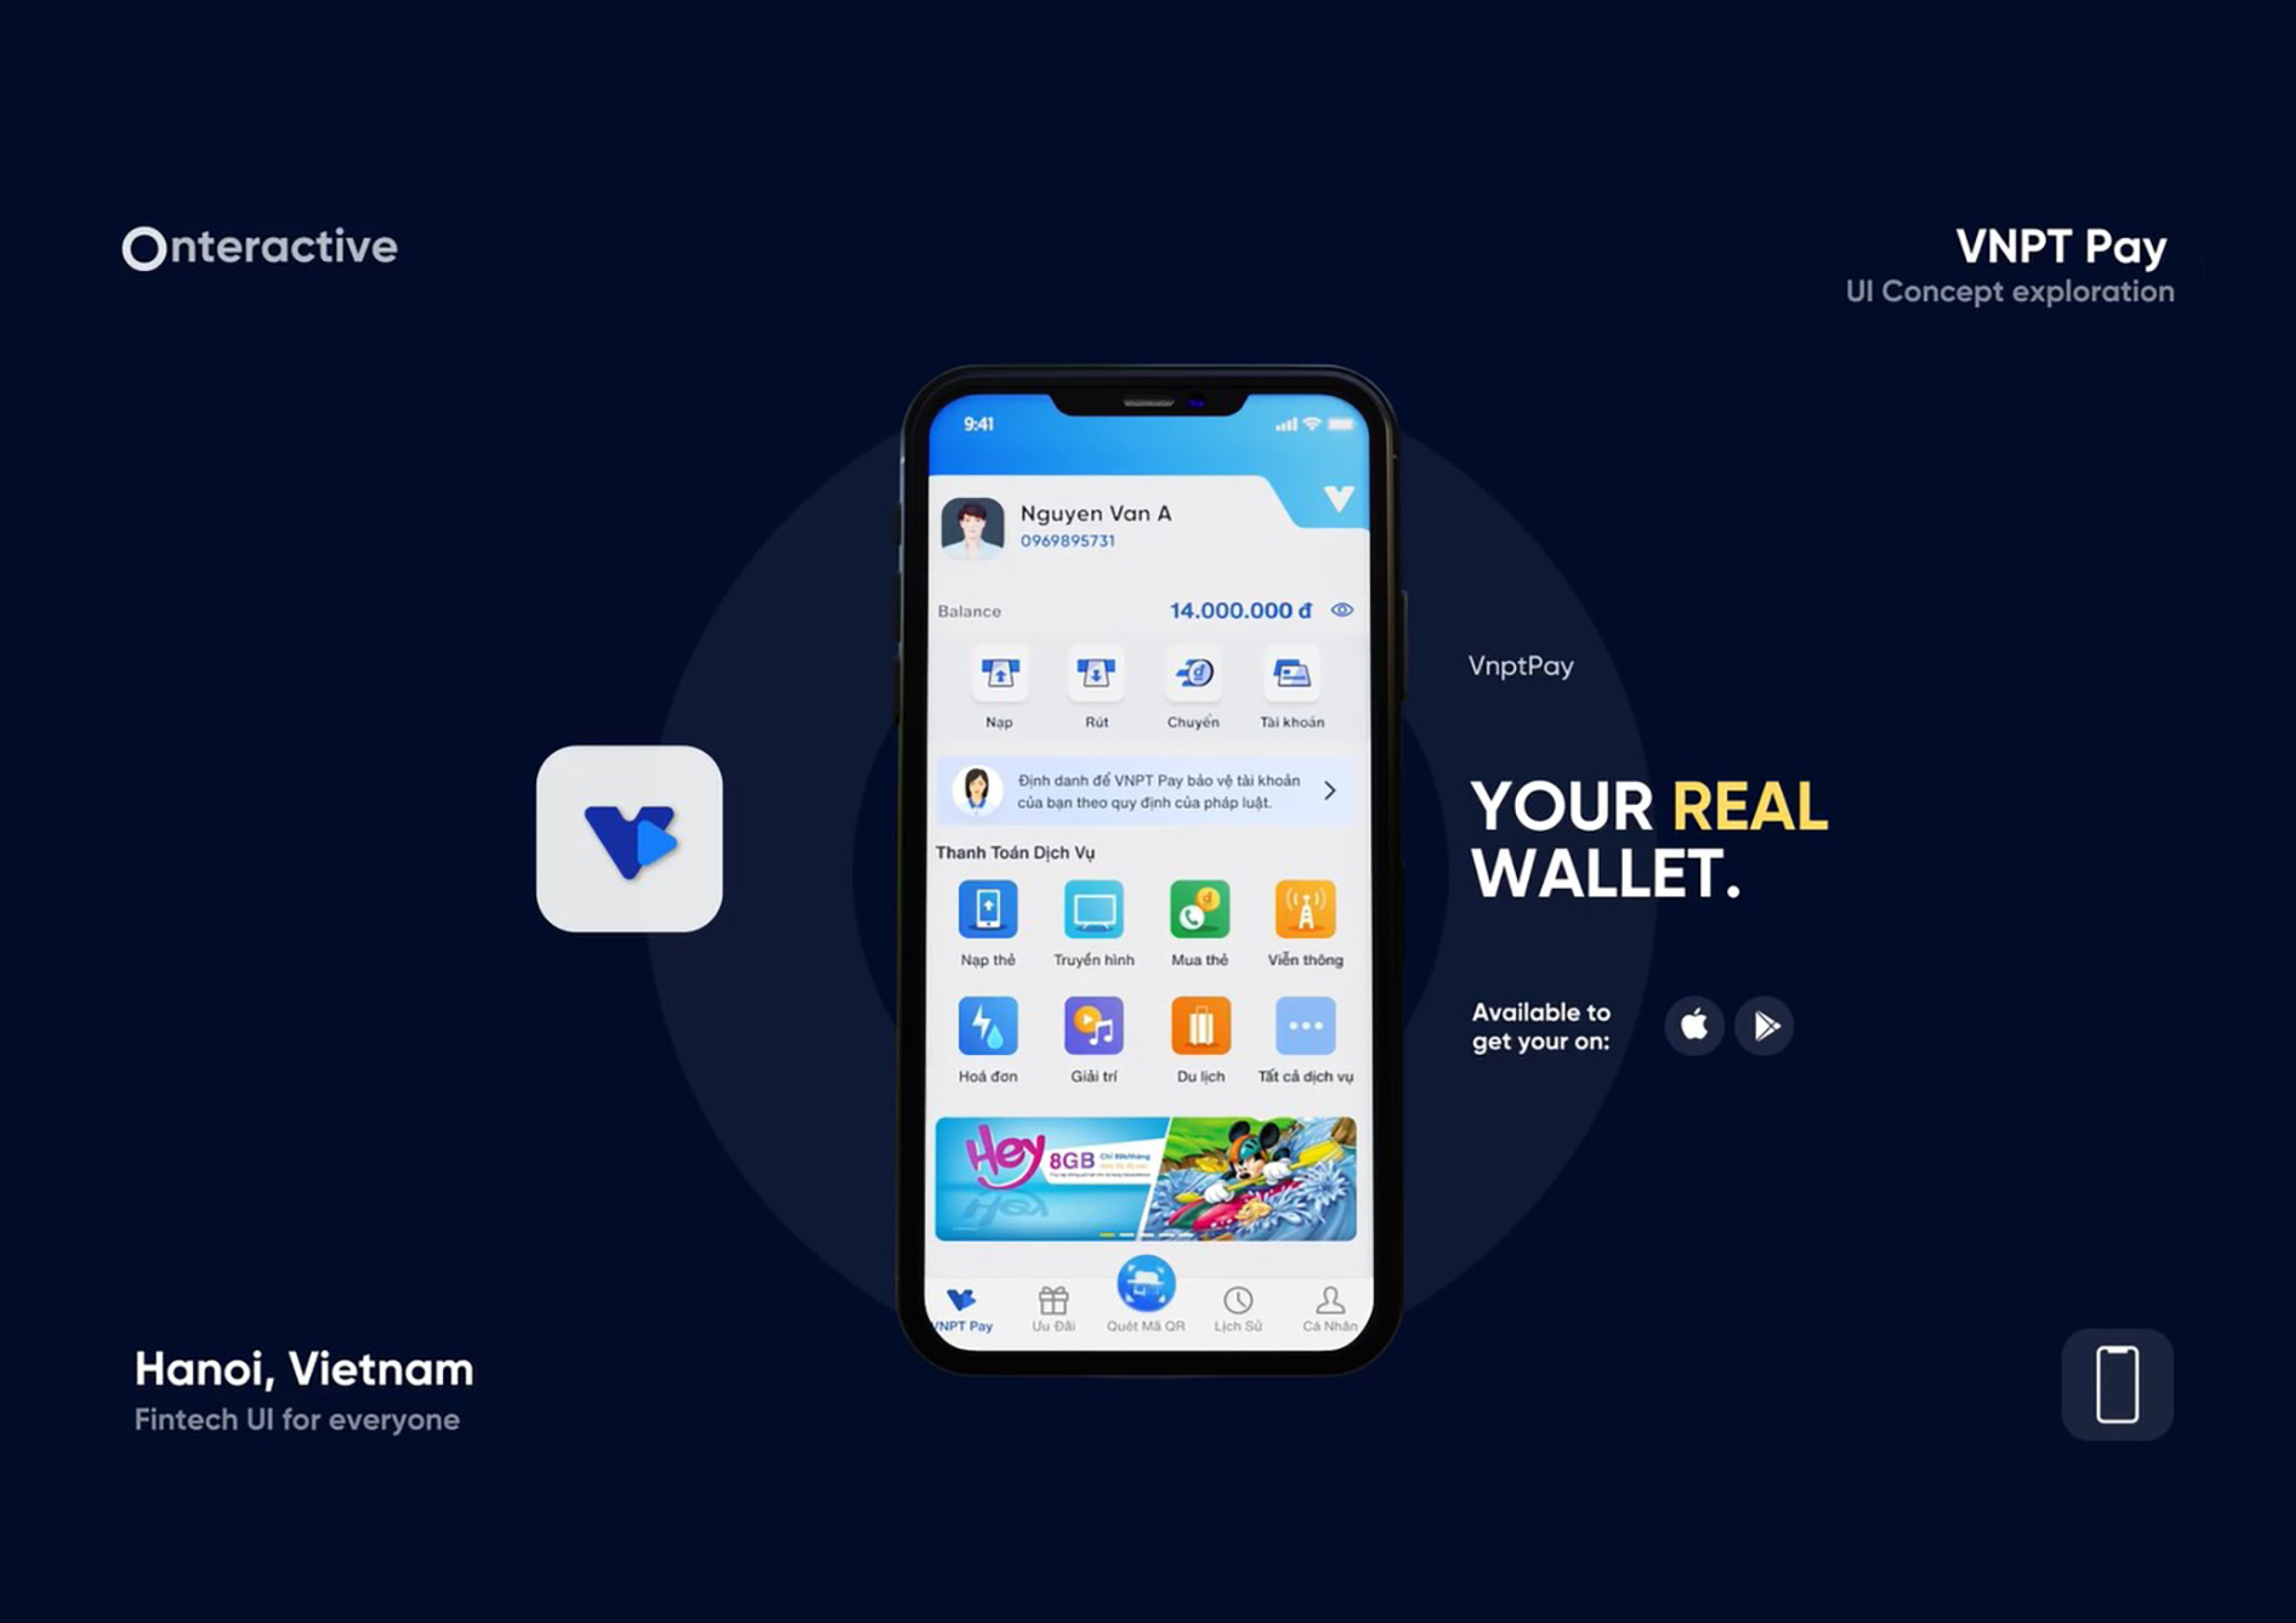 Onteractive
VNPT Pay
UI Concept exploration
9:41
Nguyen Van A
0969895731
Balance
14.000.000 đ
Nạp
Rút
Chuyển
Tài khoản
Định danh để VNPT Pay bảo vệ tài khoản
của bạn theo quy định của pháp luật.
Thanh Toán Dịch Vụ
Nạp thẻ
Truyền hình
Mua thẻ
Viễn thông
Hoá đơn
Giải trí
Du lịch
Tất cả dịch vụ
Hey
8GB
VNPT Pay
Ưu Đãi
Quét Mã QR
Lịch Sử
Cá Nhân
VnptPay
YOUR REAL
WALLET.
Available to
get your on:
Hanoi, Vietnam
Fintech UI for everyone